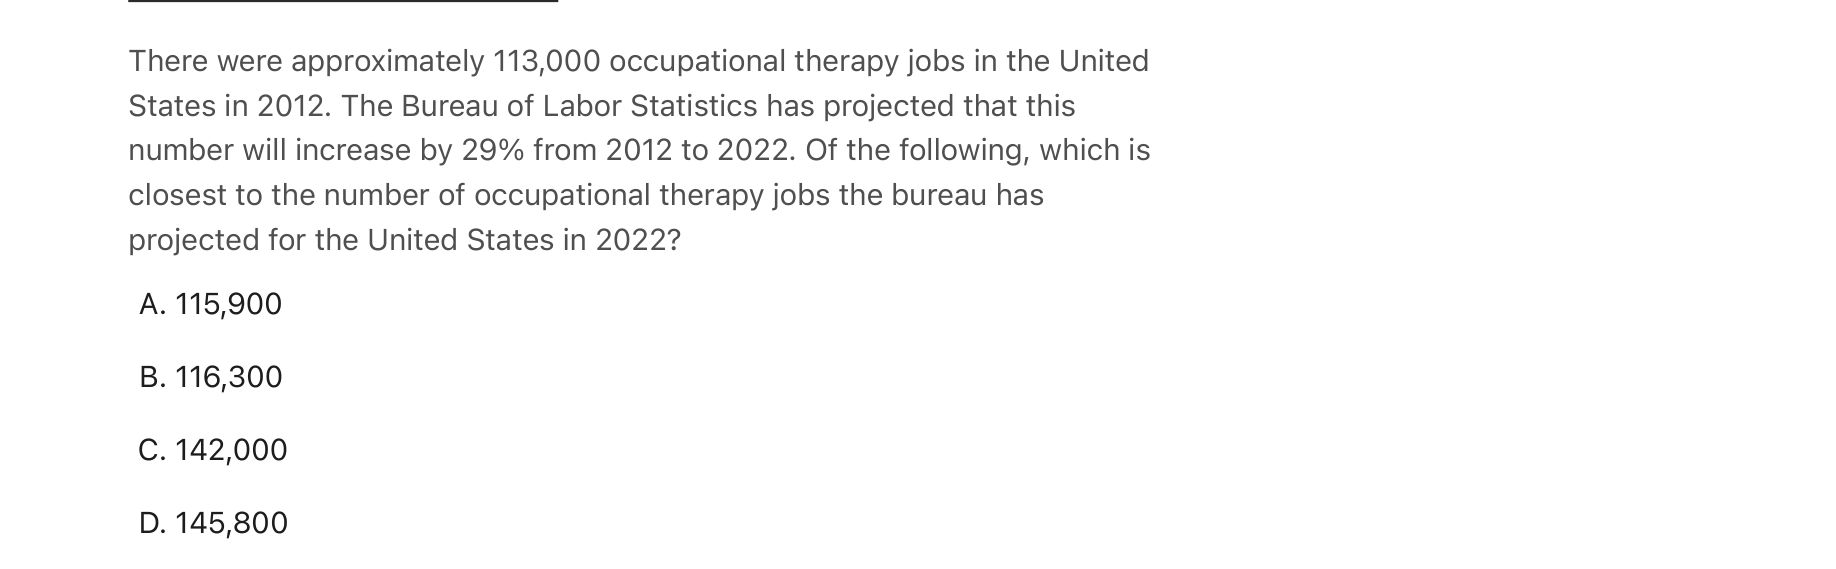 There were approximately 113,000 occupational therapy jobs in the United
States in 2012. The Bureau of Labor Statistics has projected that this
number will increase by 29% from 2012 to 2022. Of the following, which is
closest to the number of occupational therapy jobs the bureau has
projected for the United States in 2022?
A. 115,900
B. 116,300
C. 142,000
D. 145,800